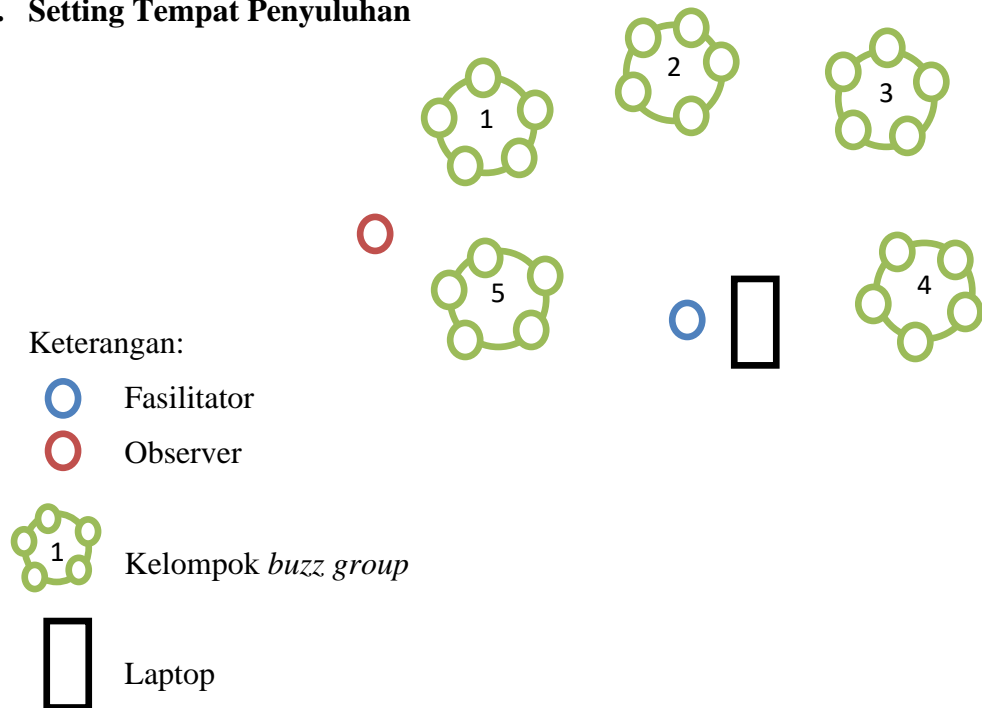 . Setting Tempat Penyuluhan
2
3
1
5
4
Keterangan:
Fasilitator
Observer
1
Kelompok buzz group
Laptop